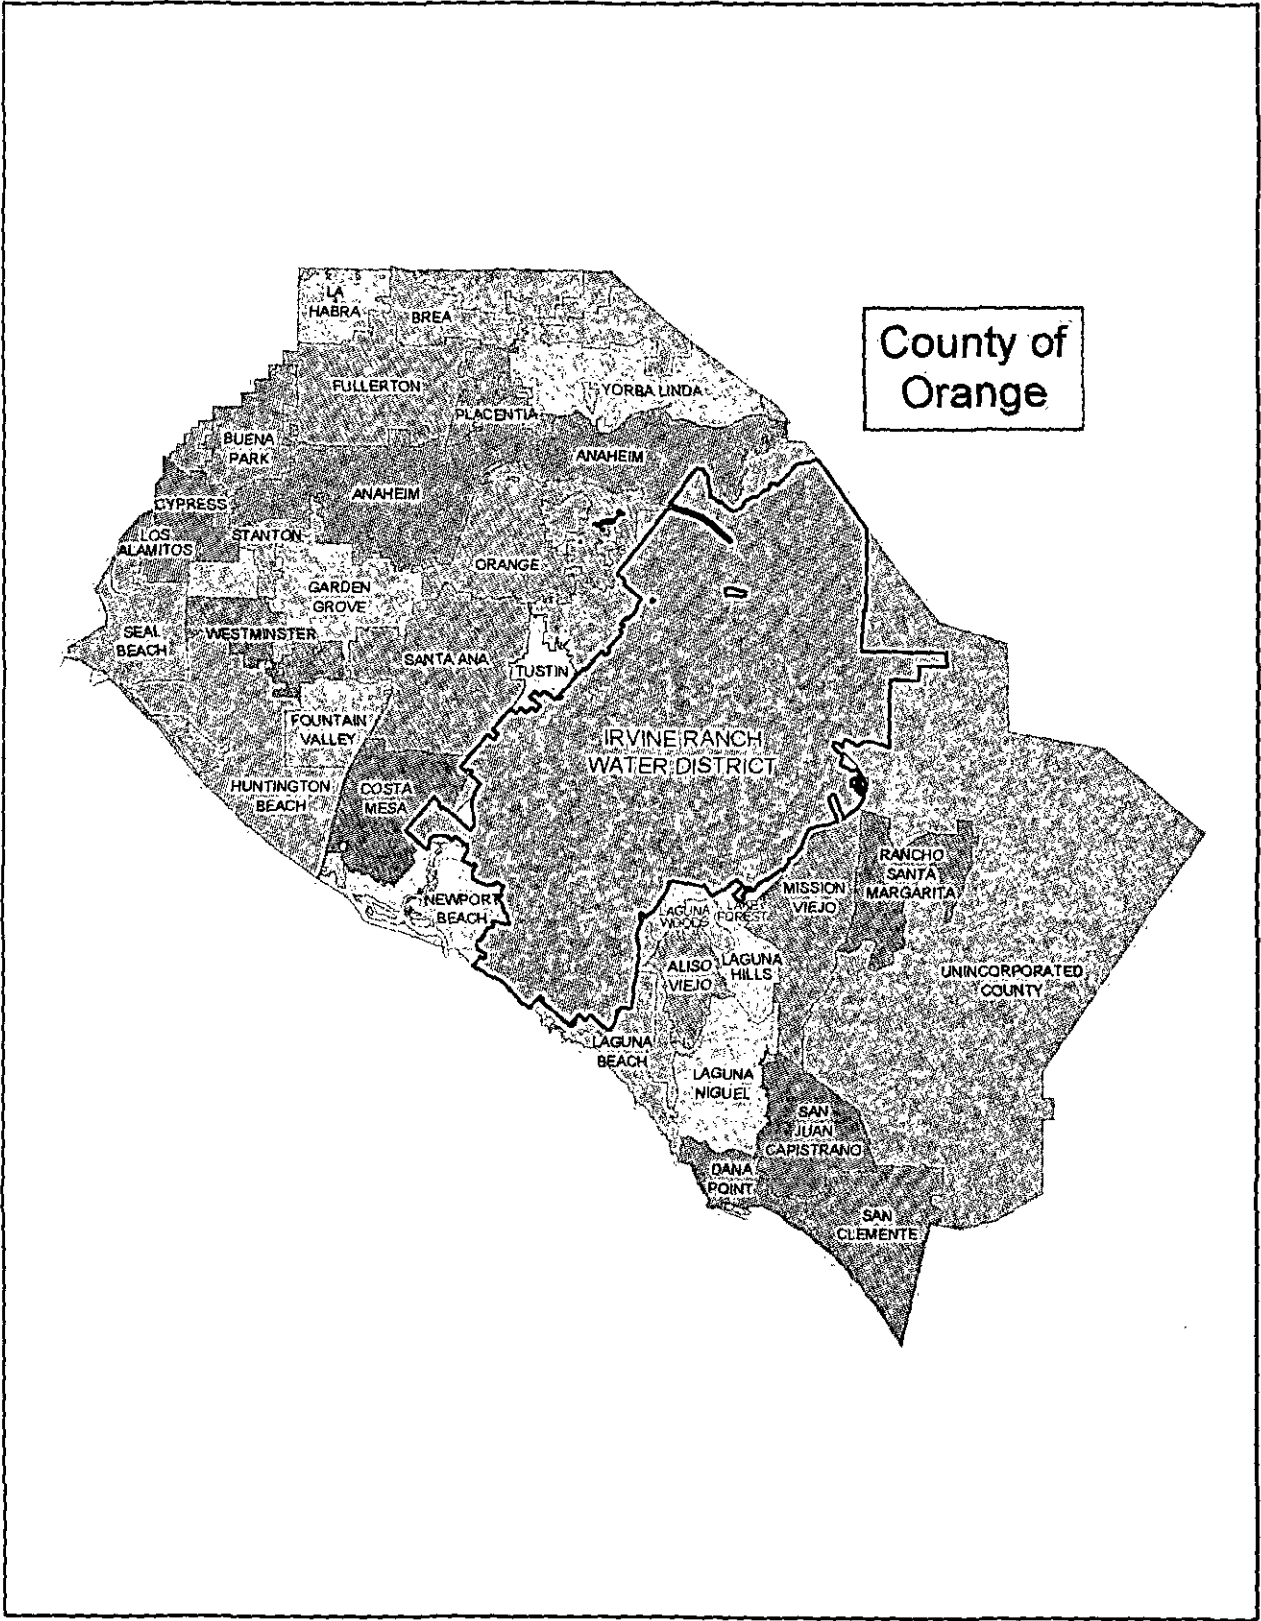 County of
Orange
LA
HABRA
BREA
FULLERTON
YORBA LINDA
PLACENTIA
BUENA
PARK
ANAHEIM
ANAHEIM
CYPRESS
LOS
ALAMITOS
STANTON
ORANGE
GARDEN
GROVE
SEAL
BEACH
WESTMINSTER
SANTA ANA
TUSTIN
FOUNTAIN
VALLEY
IRVINE RANCH
WATER DISTRICT
HUNTINGTON
BEACH
COSTA
MESA
RANCHO
SANTA
MARGARITA
MISSION
VIEJO
NEWPORT
BEACH
LAGUNA
WOODS
LAKE
FOREST
LAGUNA
HILLS
ALISO
VIEJO
UNINCORPORATED
COUNTY
LAGUNA
BEACH
LAGUNA
NIGUEL
SAN
JUAN
CAPISTRANO
DANA
POINT
SAN
CLEMENTE